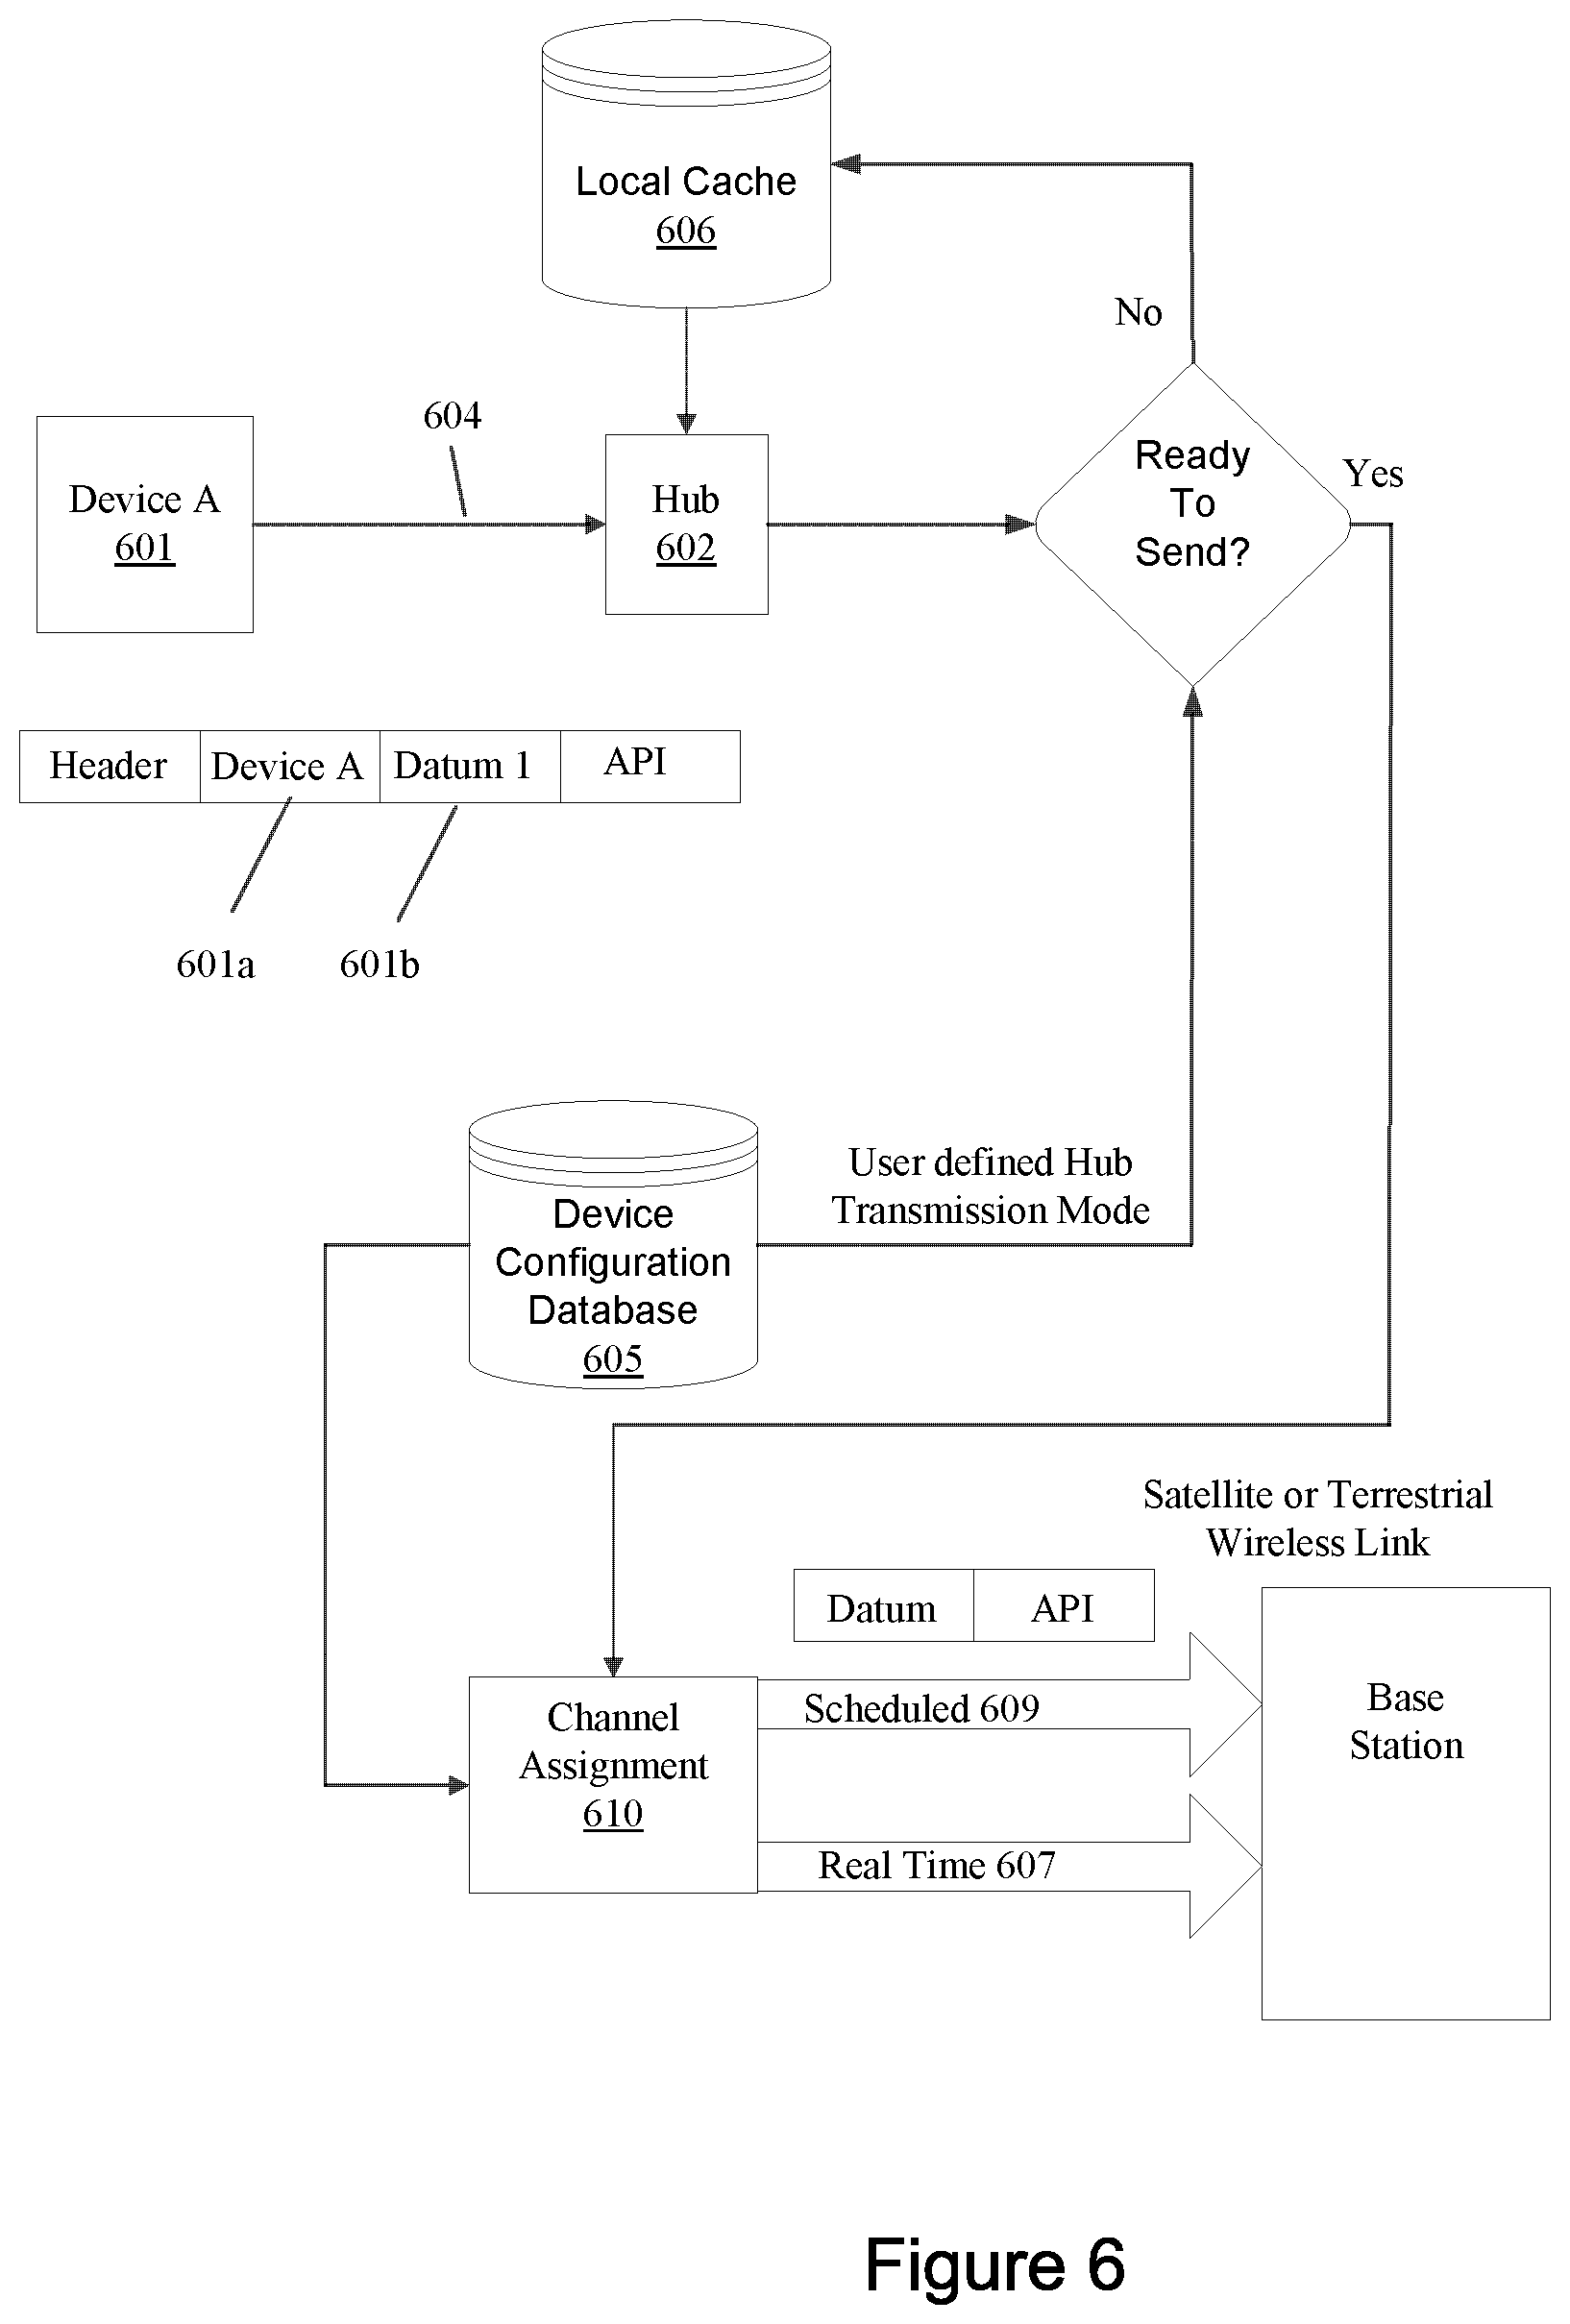 Local Cache
606
No
604
Device A
601
Hub
602
Ready
To
Send?
Yes
Header
Device A
Datum 1
API
601a
601b
User defined Hub
Transmission Mode
Device
Configuration
Database
605
Satellite or Terrestrial
Wireless Link
Datum
API
Channel
Assignment
610
Scheduled 609
Real Time 607
Base
Station
Figure 6